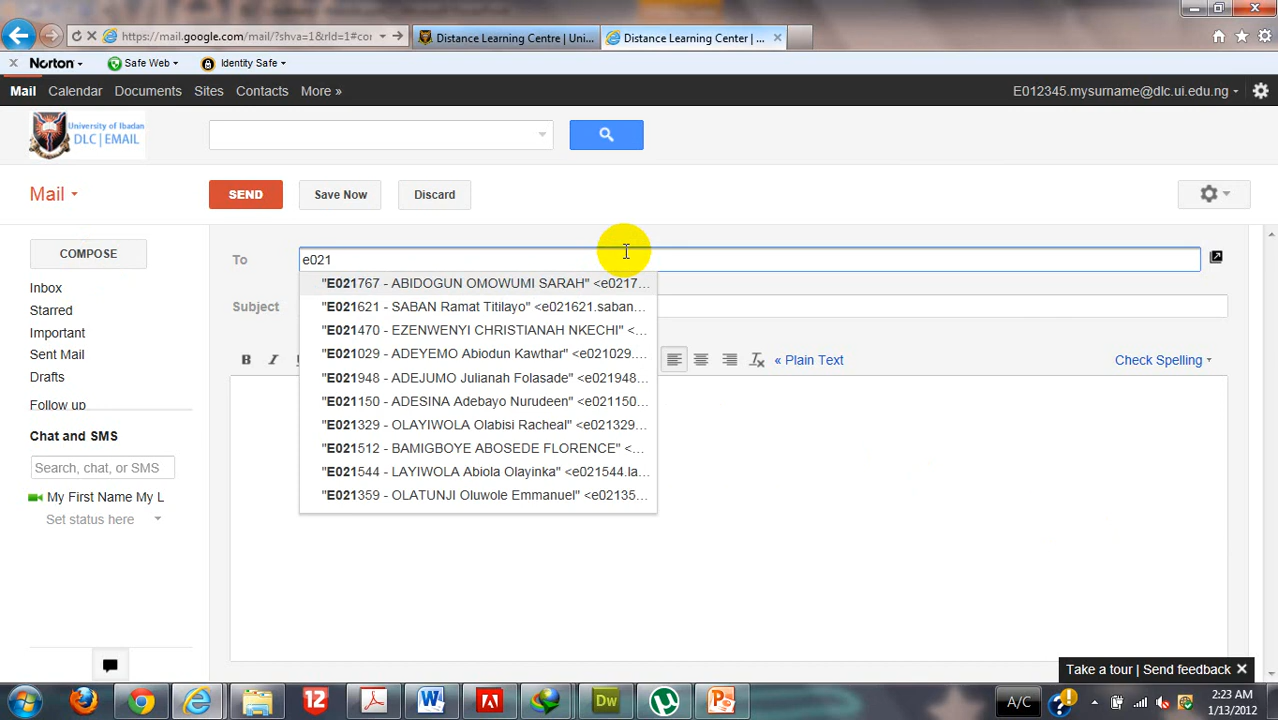 https://mail.google.com/mail/?shva=1&rld=1#cor
Distance Learning Centre | Uni...
Distance Learning Center | ...
x Norton
Safe Web
Identity Safe
Mail Calendar Documents Sites Contacts More »
E012345.mysurname@dlc.ui.edu.ng
University of Ibadan
DLC | EMAIL
Mail
SEND
Save Now
Discard
COMPOSE
Inbox
Starred
Important
Sent Mail
Drafts
Follow up
Chat and SMS
Search, chat, or SMS
My First Name My L
Set status here
To
e021
"E021767 - ABIDOGUN OMOWUMI SARAH" <e0217...
"E021621 - SABAN Ramat Titilayo" <e021621.saban...
"E021470 - EZENWENYI CHRISTIANAH NKECHI" <...
"E021029 - ADEYEMO Abiodun Kawthar" <e021029....
"E021948 - ADEJUMO Julianah Folasade" <e021948...
"E021150 - ADESINA Adebayo Nurudeen" <e021150...
"E021329 - OLAYIWOLA Olabisi Racheal" <e021329...
"E021512 - BAMIGBOYE ABOSEDE FLORENCE" <...
"E021544 - LAYIWOLA Abiola Olayinka" <e021544.la...
"E021359 - OLATUNJI Oluwole Emmanuel" <e02135...
Subject
B I
« Plain Text
Check Spelling
Take a tour | Send feedback
12
W
Dw
P
A/C
2:23 AM
1/13/2012